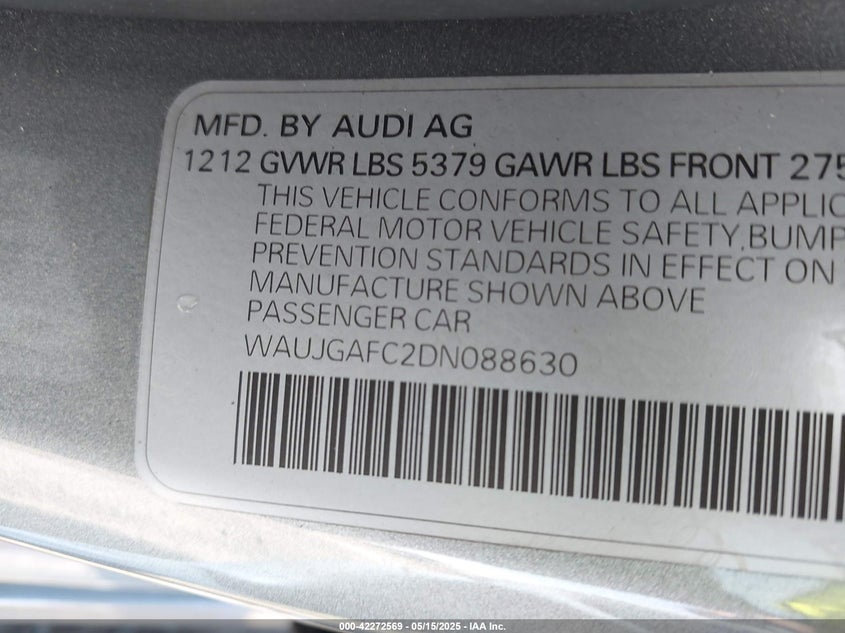 MFD. BY AUDI AG
1212 GVWR LBS 5379 GAWR LBS FRONT 275
THIS VEHICLE CONFORMS TO ALL APPLIC
FEDERAL MOTOR VEHICLE SAFETY,BUMP
PREVENTION STANDARDS IN EFFECT ON
MANUFACTURE SHOWN ABOVE
PASSENGER CAR
WAUJGAFC2DN088630
000-42272569 - 05/15/2025 - IAA Inc.